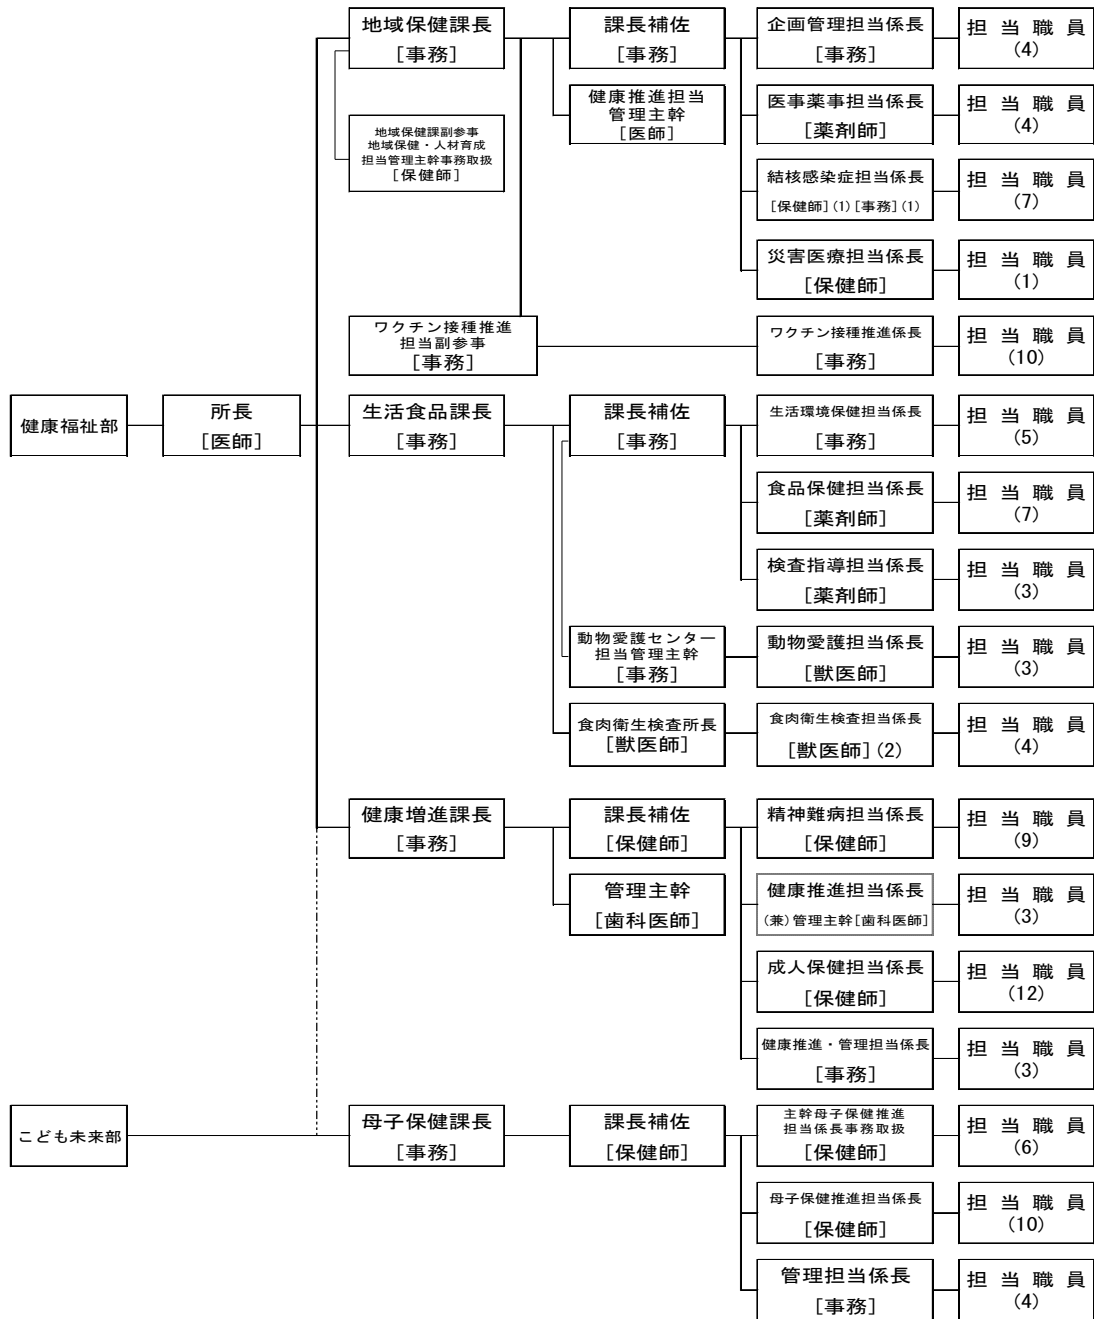 地域保健課長
[事務]
課長補佐
[事務]
企画管理担当係長
[事務]
担当職員
(4)
健康推進担当
管理主幹
[医師]
医事薬事担当係長
[薬剤師]
担当職員
(4)
地域保健課副参事
地域保健・人材育成
担当管理主幹事務取扱
[保健師]
結核感染症担当係長
[保健師](1)[事務](1)
担当職員
(7)
災害医療担当係長
[保健師]
担当職員
(1)
ワクチン接種推進
担当副参事
[事務]
ワクチン接種推進係長
[事務]
担当職員
(10)
健康福祉部
所長
[医師]
生活食品課長
[事務]
課長補佐
[事務]
生活環境保健担当係長
[事務]
担当職員
(5)
食品保健担当係長
[薬剤師]
担当職員
(7)
検査指導担当係長
[薬剤師]
担当職員
(3)
動物愛護センター
担当管理主幹
[事務]
動物愛護担当係長
[獣医師]
担当職員
(3)
食肉衛生検査所長
[獣医師]
食肉衛生検査担当係長
[獣医師](2)
担当職員
(4)
健康増進課長
[事務]
課長補佐
[保健師]
精神難病担当係長
[保健師]
担当職員
(9)
管理主幹
[歯科医師]
健康推進担当係長
(兼)管理主幹[歯科医師]
担当職員
(3)
成人保健担当係長
[保健師]
担当職員
(12)
健康推進・管理担当係長
[事務]
担当職員
(3)
こども未来部
母子保健課長
[事務]
課長補佐
[保健師]
主幹母子保健推進
担当係長事務取扱
[保健師]
担当職員
(6)
母子保健推進担当係長
[保健師]
担当職員
(10)
管理担当係長
[事務]
担当職員
(4)